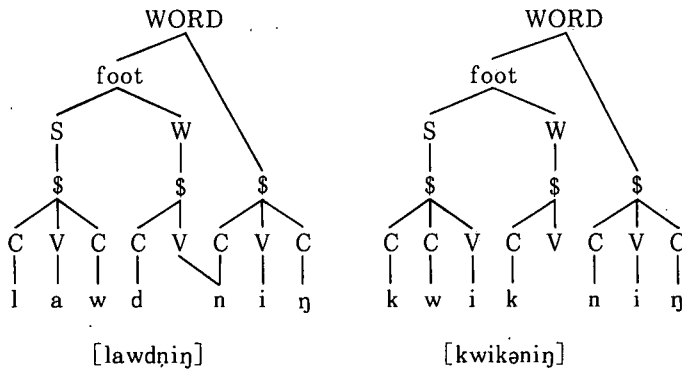 WORD WORD
foot foot
S W S W
$ $ $ $ $ $
C V C C V C V C C C V C V C V C
l a w d n i ŋ k w i k n i ŋ
[lawdn̩iŋ] [kwikəniŋ]